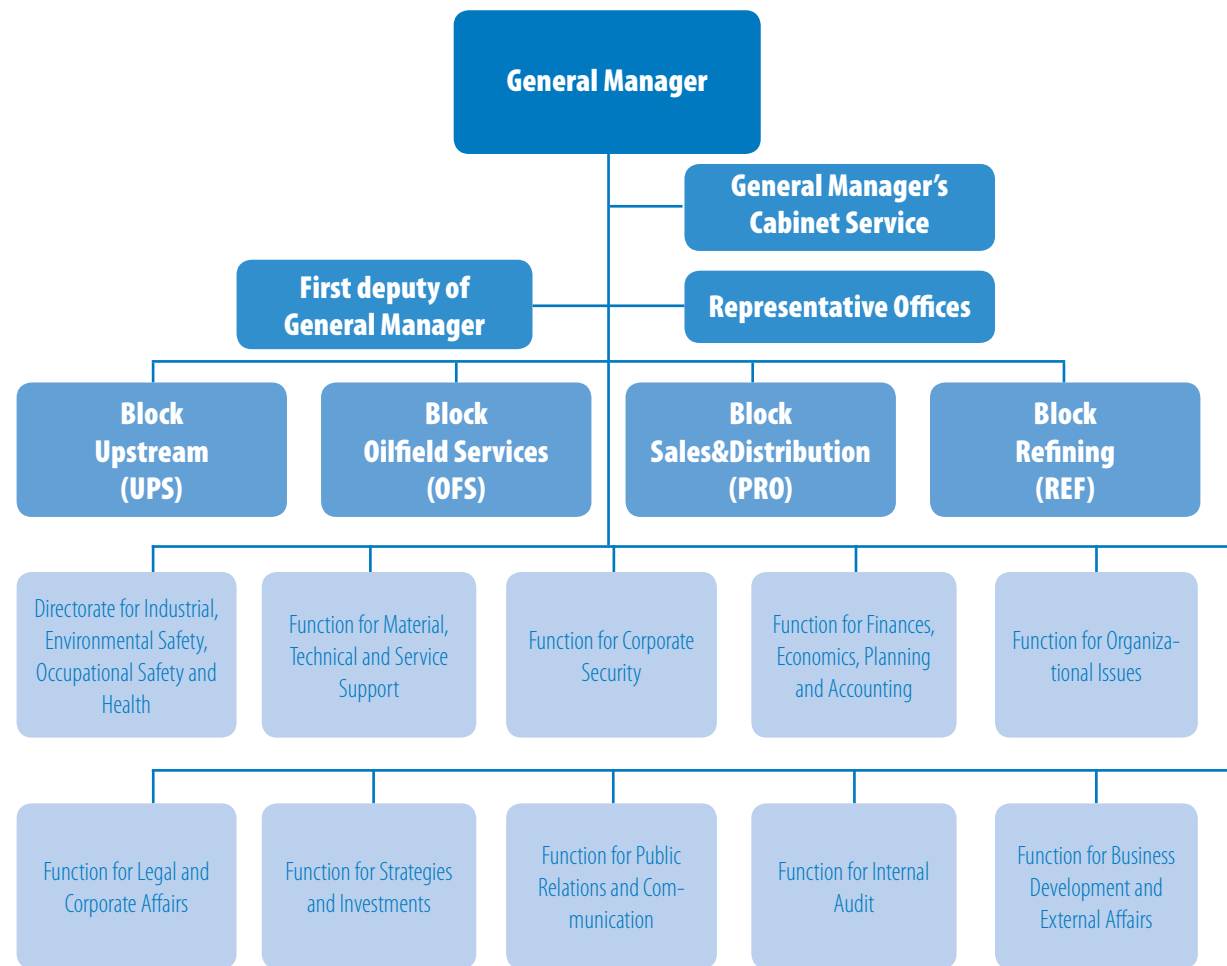 General Manager
General Manager’s
Cabinet Service
First deputy of
General Manager
Representative Offices
Block
Upstream
(UPS)
Block
Oilfield Services
(OFS)
Block
Sales&Distribution
(PRO)
Block
Refining
(REF)
Directorate for Industrial,
Environmental Safety,
Occupational Safety and
Health
Function for Material,
Technical and Service
Support
Function for Corporate
Security
Function for Finances,
Economics, Planning
and Accounting
Function for Organiza-
tional Issues
Function for Legal and
Corporate Affairs
Function for Strategies
and Investments
Function for Public
Relations and Com-
munication
Function for Internal
Audit
Function for Business
Development and
External Affairs